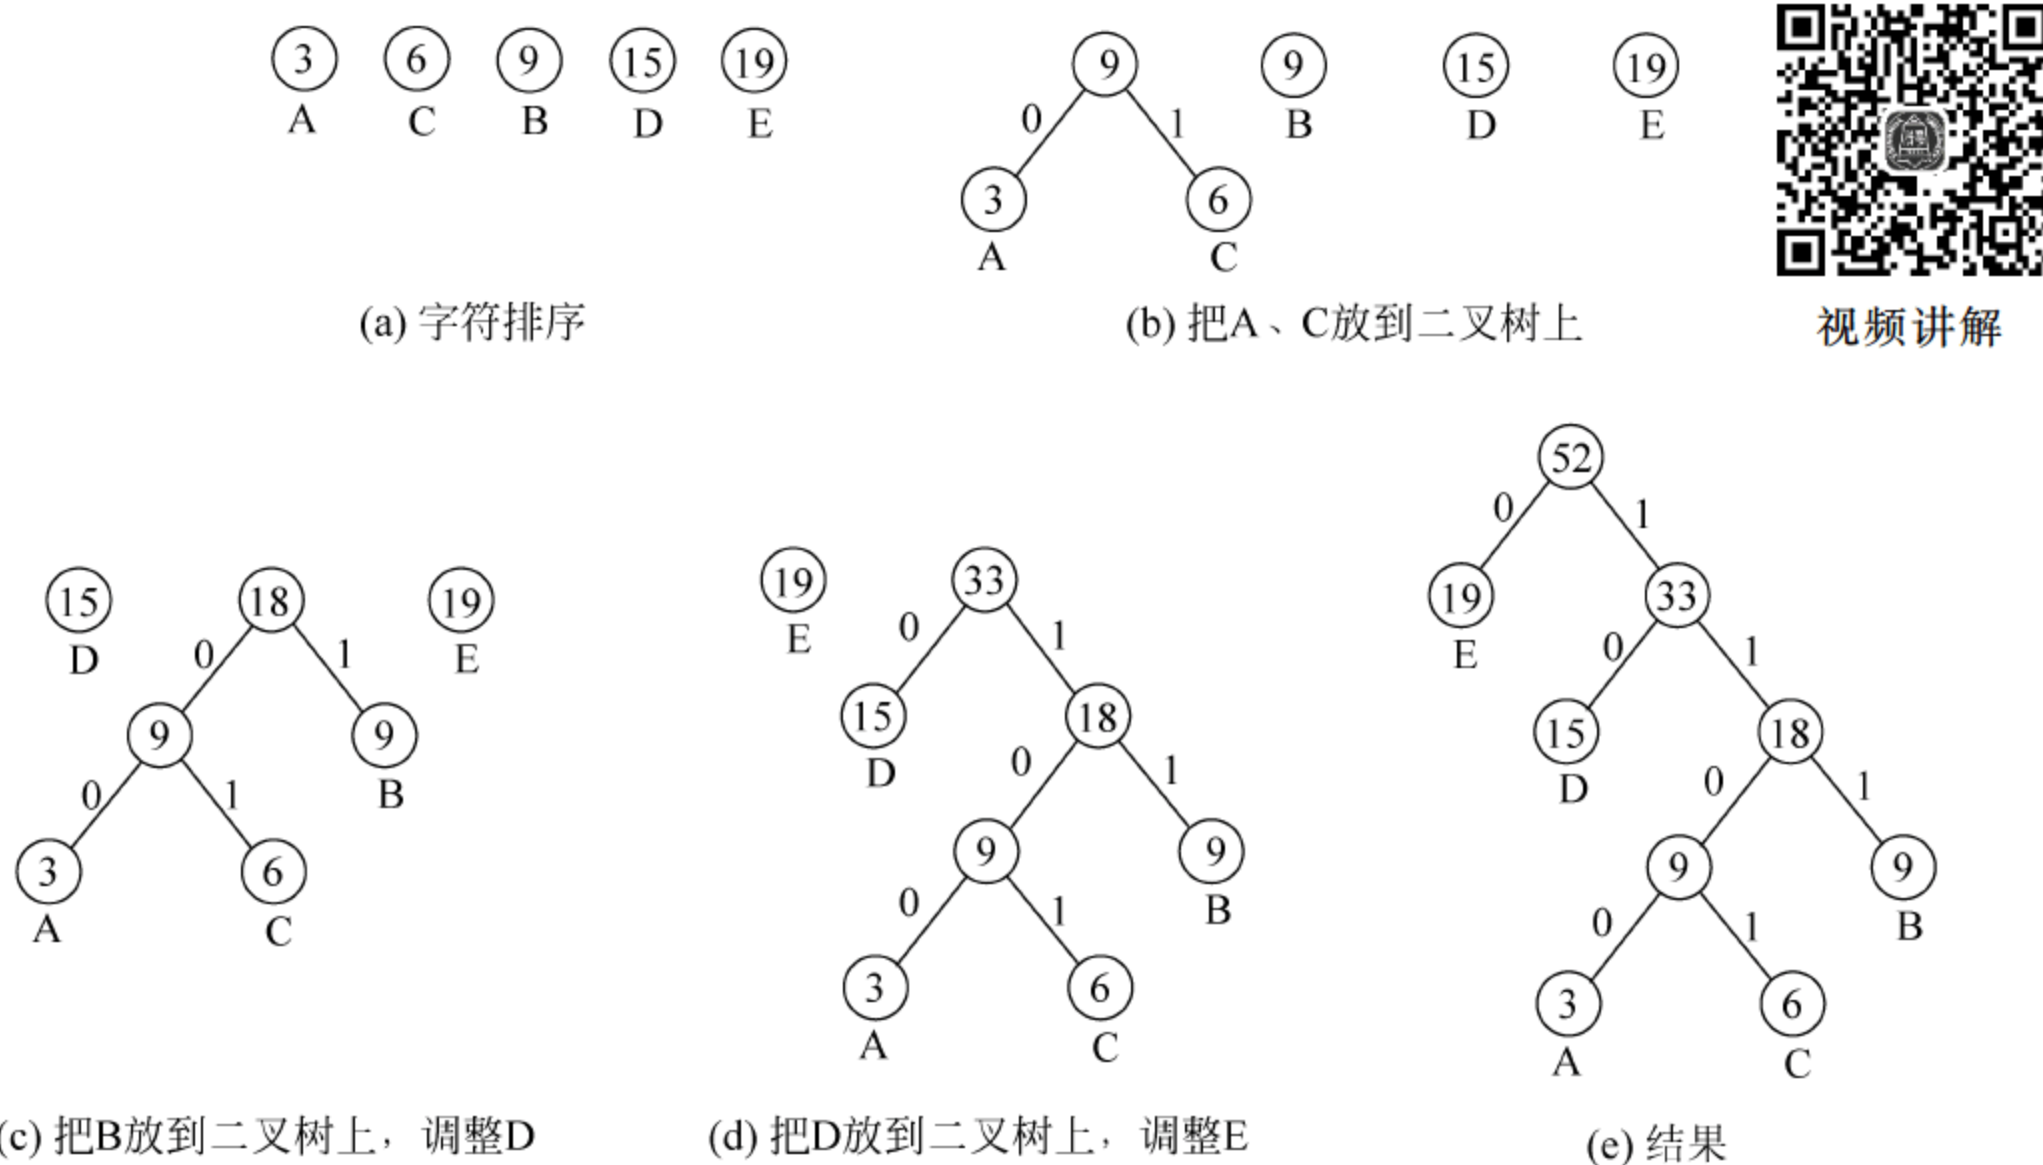 3 6 9 15 19
A C B D E
9 9 15 19
0 1 B D E
3 6
A C
(a) 字符排序
(b) 把A、C放到二叉树上
视频讲解
15 18 19
D 0 1 E
9 9
0 1 B
3 6
A C
(c) 把B放到二叉树上，调整D
19 33
E 0 1
15 18
D 0 1
9 9
0 1 B
3 6
A C
(d) 把D放到二叉树上，调整E
52
0 1
19 33
E 0 1
15 18
D 0 1
9 9
0 1 B
3 6
A C
(e) 结果